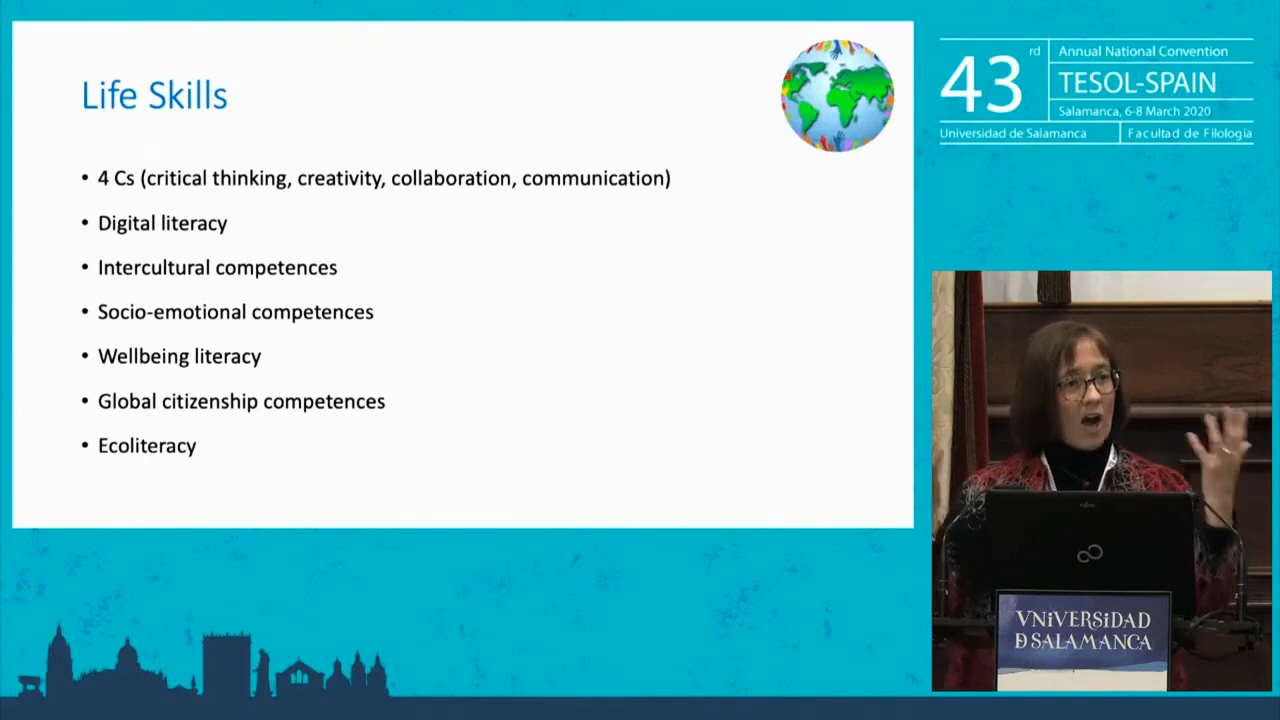 Life Skills
• 4 Cs (critical thinking, creativity, collaboration, communication)
• Digital literacy
• Intercultural competences
• Socio-emotional competences
• Wellbeing literacy
• Global citizenship competences
• Ecoliteracy
43rd
Annual National Convention
TESOL-SPAIN
Salamanca, 6-8 March 2020
Universidad de Salamanca
Facultad de Filología
VNiVERSiDAD
D SALAMANCA